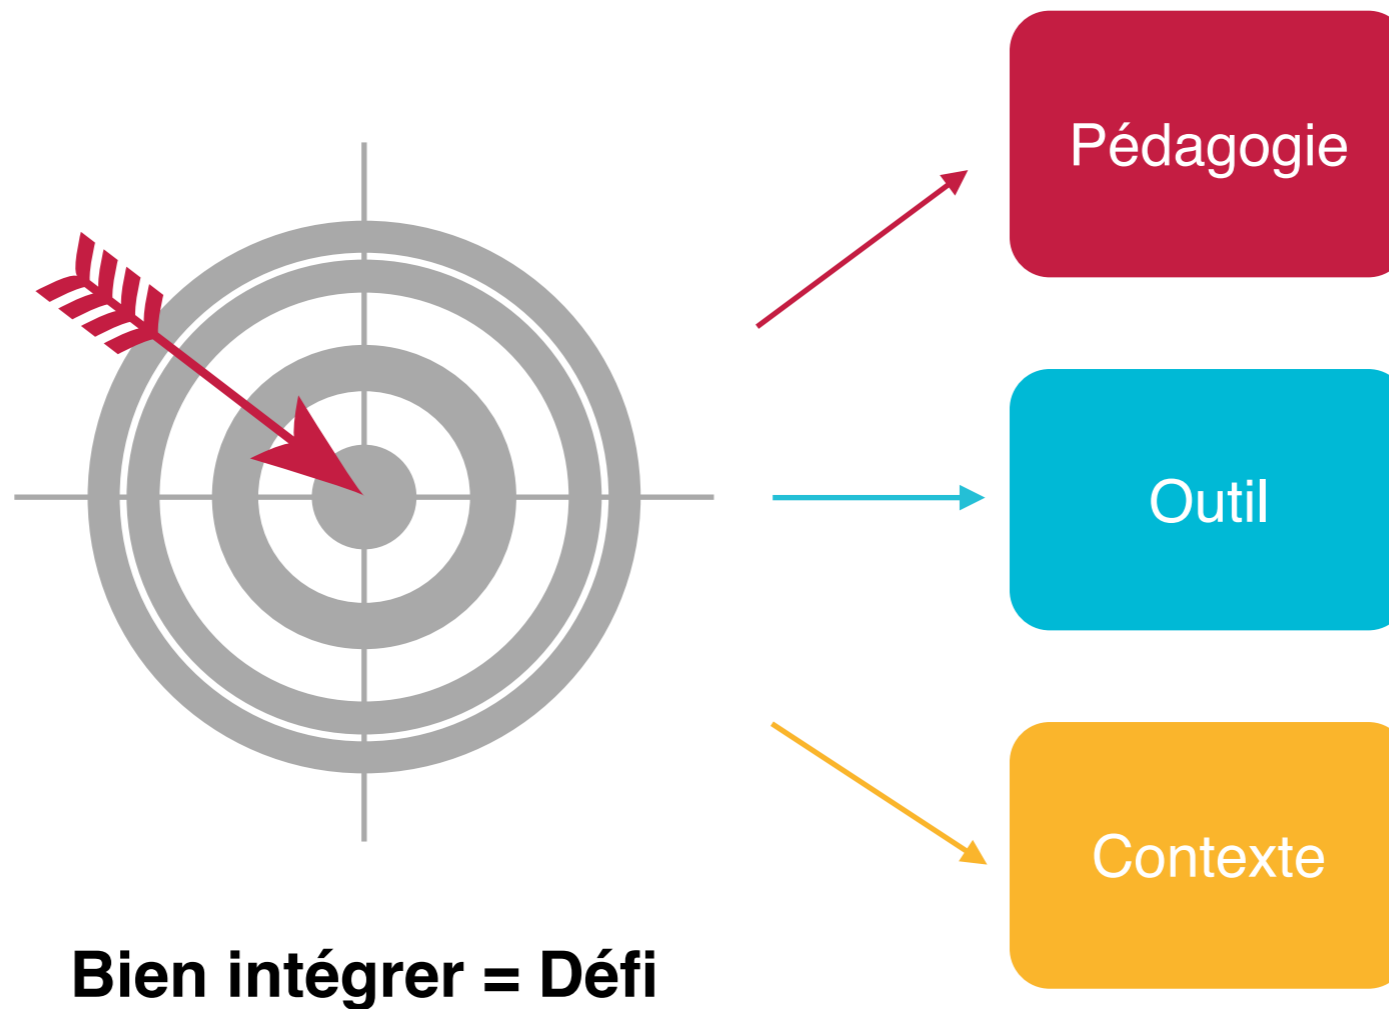 Pédagogie
Outil
Contexte
Bien intégrer = Défi